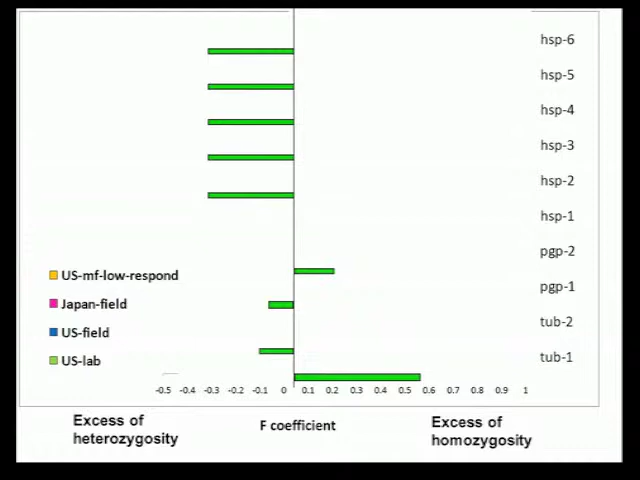 hsp-6
hsp-5
hsp-4
hsp-3
hsp-2
hsp-1
pgp-2
US-mf-low-respond
pgp-1
Japan-field
tub-2
US-field
tub-1
US-lab
-0.5 -0.4 -0.3 -0.2 -0.1 0 0.1 0.2 0.3 0.4 0.5 0.6 0.7 0.8 0.9 1
Excess of
heterozygosity
F coefficient
Excess of
homozygosity